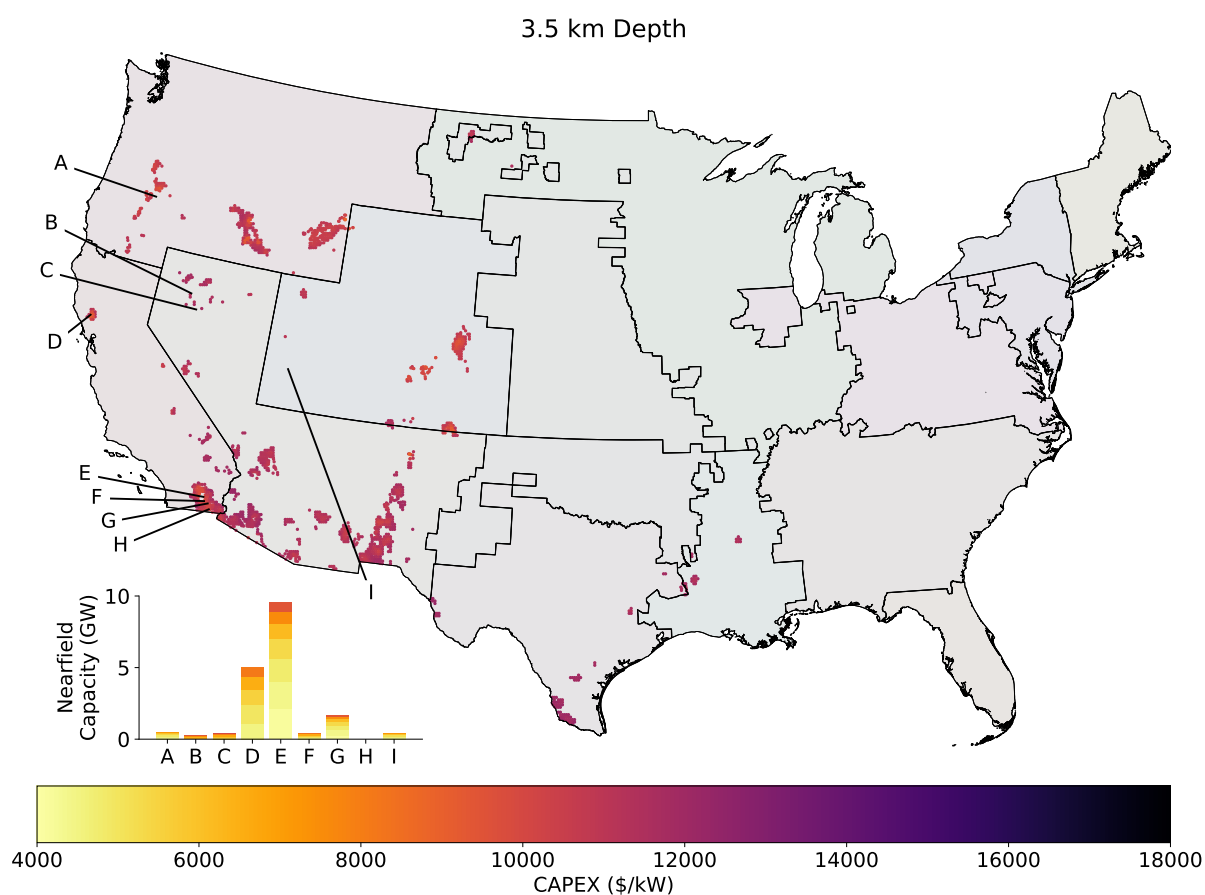 3.5 km Depth
A
B
C
D
E
F
G
H
I
Nearfield
Capacity (GW)
10
5
0
A B C D E F G H I
4000 6000 8000 10000 12000 14000 16000 18000
CAPEX ($/kW)